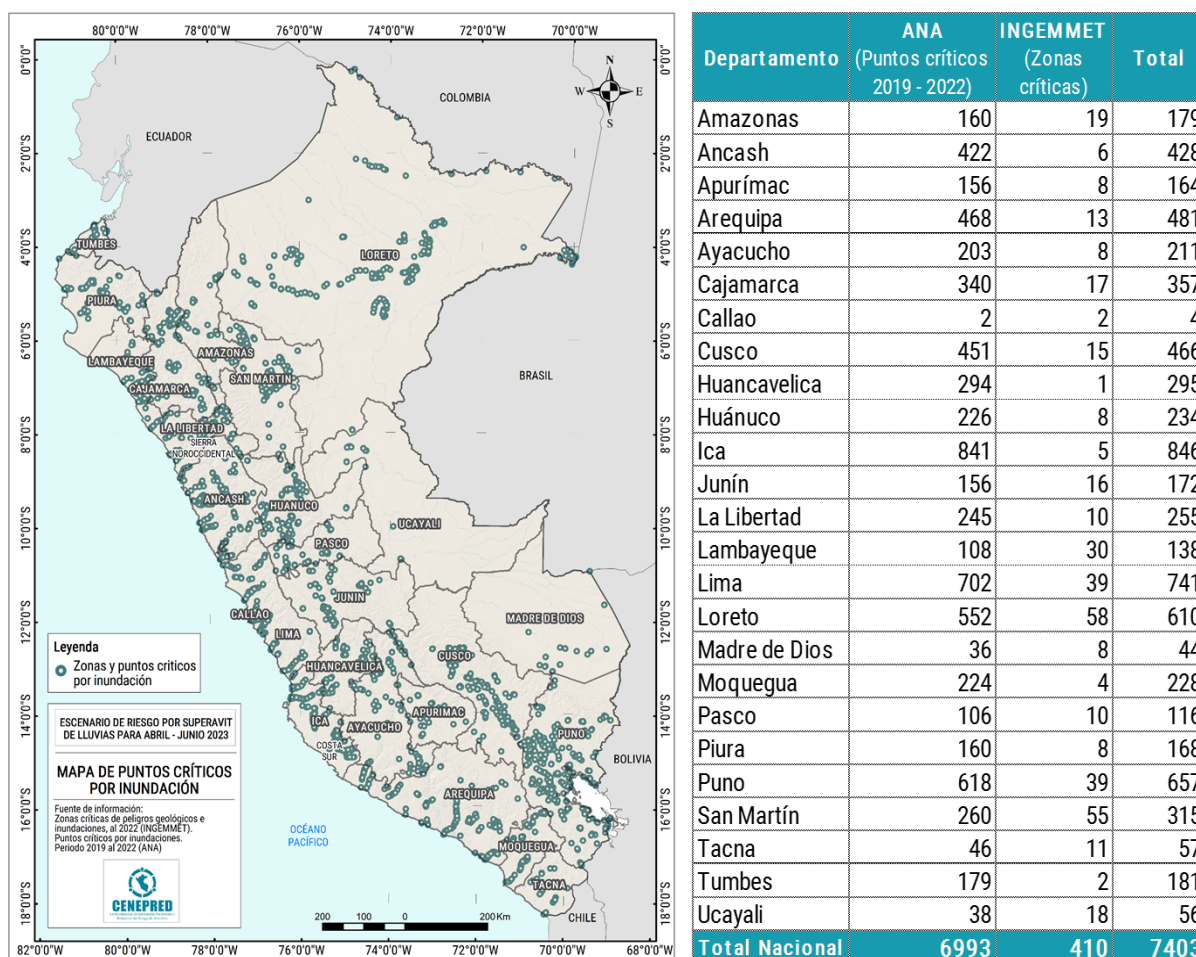 80°0'0"W 78°0'0"W 76°0'0"W 74°0'0"W 72°0'0"W 70°0'0"W
0°0'0" 0°0'0"
2°0'0"S 2°0'0"S
4°0'0"S 4°0'0"S
6°0'0"S 6°0'0"S
8°0'0"S 8°0'0"S
10°0'0"S 10°0'0"S
12°0'0"S 12°0'0"S
14°0'0"S 14°0'0"S
16°0'0"S 16°0'0"S
18°0'0"S 18°0'0"S
N
W E
S
COLOMBIA
ECUADOR
TUMBES
LORETO
PIURA
AMAZONAS
LAMBAYEQUE
SAN MARTIN
BRASIL
CAJAMARCA
LA LIBERTAD
SIERRA
NOROCCIDENTAL
ANCASH
HUANUCO
UCAYALI
PASCO
JUNIN
CALLAO
MADRE DE DIOS
LIMA
CUSCO
HUANCAVELICA
ICA
AYACUCHO
APURIMAC
PUNO
COSTA
SUR
BOLIVIA
AREQUIPA
OCÉANO
PACÍFICO
MOQUEGUA
TACNA
CHILE
Leyenda
Zonas y puntos criticos
por inundación
ESCENARIO DE RIESGO POR SUPERAVIT
DE LLUVIAS PARA ABRIL - JUNIO 2023
MAPA DE PUNTOS CRÍTICOS
POR INUNDACIÓN
Fuente de información:
Zonas críticas de peligros geológicos e
inundaciones, al 2022 (INGEMMET).
Puntos críticos por inundaciones.
Periodo 2019 al 2022 (ANA)
CENEPRED
200 100 0 200 Km
82°0'0"W 80°0'0"W 78°0'0"W 76°0'0"W 74°0'0"W 72°0'0"W 70°0'0"W 68°0'0"W
Departamento ANA (Puntos críticos 2019 - 2022) INGEMMET (Zonas críticas) Total
Amazonas 160 19 179
Ancash 422 6 428
Apurímac 156 8 164
Arequipa 468 13 481
Ayacucho 203 8 211
Cajamarca 340 17 357
Callao 2 2 4
Cusco 451 15 466
Huancavelica 294 1 295
Huánuco 226 8 234
Ica 841 5 846
Junín 156 16 172
La Libertad 245 10 255
Lambayeque 108 30 138
Lima 702 39 741
Loreto 552 58 610
Madre de Dios 36 8 44
Moquegua 224 4 228
Pasco 106 10 116
Piura 160 8 168
Puno 618 39 657
San Martín 260 55 315
Tacna 46 11 57
Tumbes 179 2 181
Ucayali 38 18 56
Total Nacional 6993 410 7403